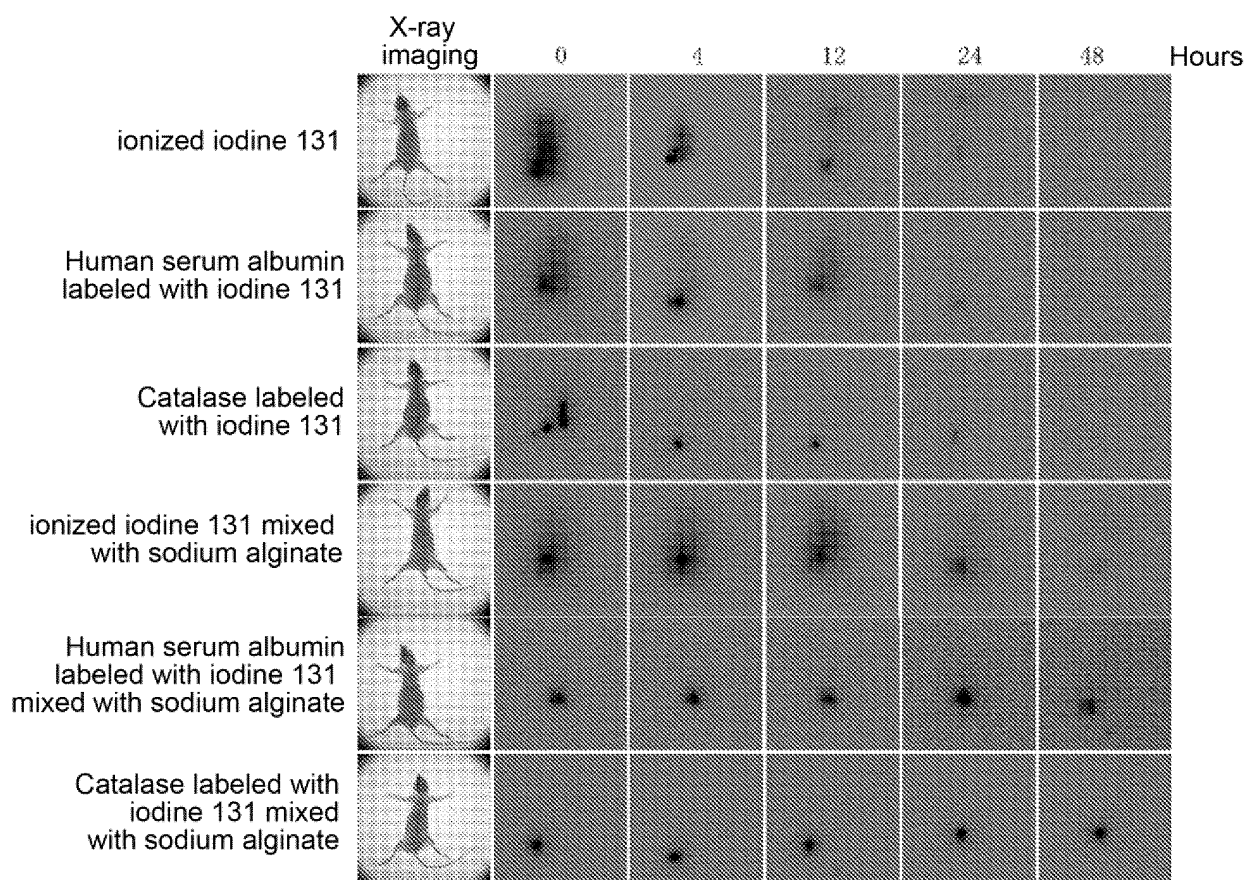 X-ray
imaging 0 4 12 24 48 Hours
ionized iodine 131
Human serum albumin
labeled with iodine 131
Catalase labeled
with iodine 131
ionized iodine 131 mixed
with sodium alginate
Human serum albumin
labeled with iodine 131
mixed with sodium alginate
Catalase labeled with
iodine 131 mixed
with sodium alginate